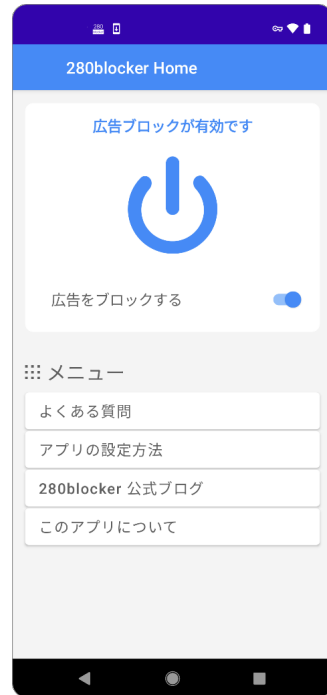 280
280blocker Home
広告ブロックが有効です
広告をブロックする
メニュー
よくある質問
アプリの設定方法
280blocker 公式ブログ
このアプリについて